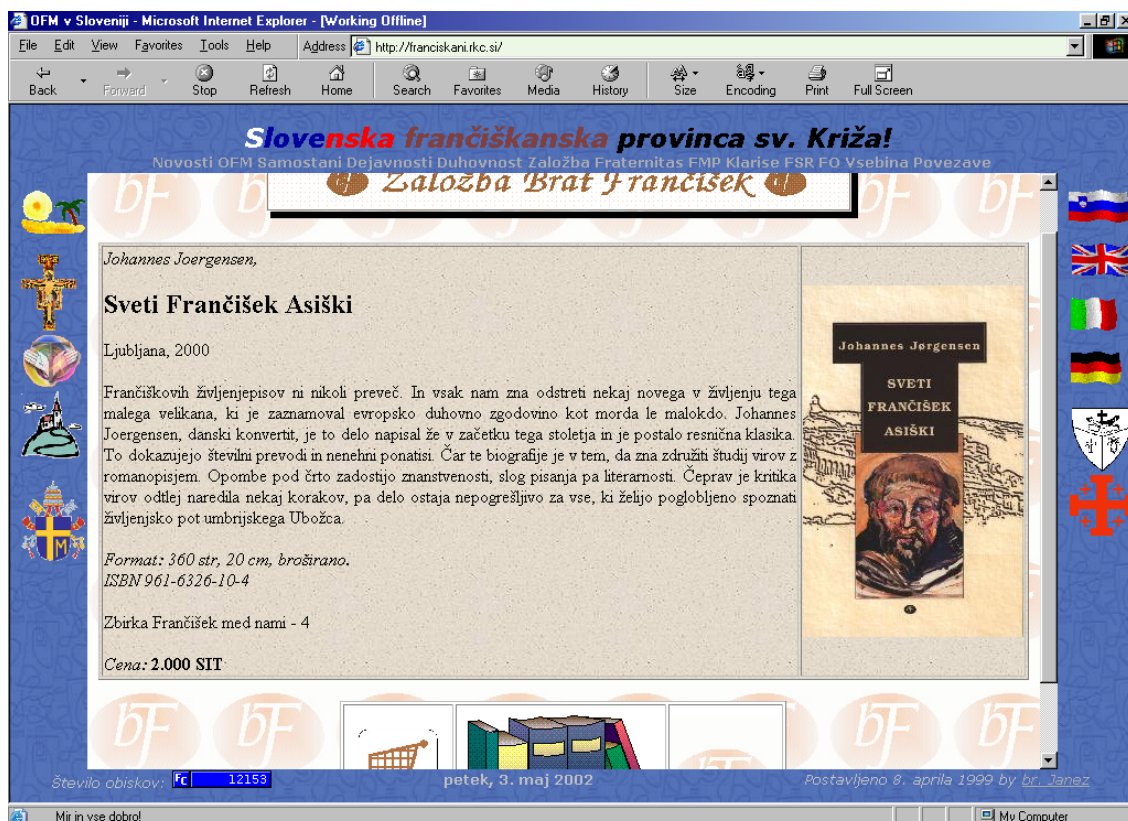 OFM v Sloveniji - Microsoft Internet Explorer - [Working Offline]
File Edit View Favorites Tools Help Address http://franciskani.rkc.si/
Back Forward Stop Refresh Home Search Favorites Media History Size Encoding Print Full Screen
Slovenska frančiškanska provinca sv. Križa!
Novosti OFM Samostani Dejavnosti Duhovnost Založba Fraternitas FMP Klarise FSR FO Vsebina Povezave
Založba Brat Frančišek
Johannes Joergensen,
Sveti Frančišek Asiški
Ljubljana, 2000
Frančiškovih življenjepisov ni nikoli preveč. In vsak nam zna odstreti nekaj novega v življenju tega
malega velikana, ki je zaznamoval evropsko duhovno zgodovino kot morda le malokdo. Johannes
Joergensen, danski konvertit, je to delo napisal že v začetku tega stoletja in je postalo resnična klasika.
To dokazujejo številni prevodi in nenehni ponatisi. Čar te biografije je v tem, da zna združiti študij virov z
romanopisjem. Opombe pod črto zadostijo znanstvenosti, slog pisanja pa literarnosti. Čeprav je kritika
virov odtlej naredila nekaj korakov, pa delo ostaja nepogrešljivo za vse, ki želijo poglobljeno spoznati
življenjsko pot umbrijskega Ubožca.
Format: 360 str, 20 cm, broširano.
ISBN 961-6326-10-4
Zbirka Frančišek med nami - 4
Cena: 2.000 SIT
Johannes Jørgensen
SVETI
FRANČIŠEK
ASIŠKI
bF bF bF bF
Število obiskov: FC 12153
petek, 3. maj 2002
Postavljeno 8. aprila 1999 by br. Janez
Mir in vse dobro!
My Computer